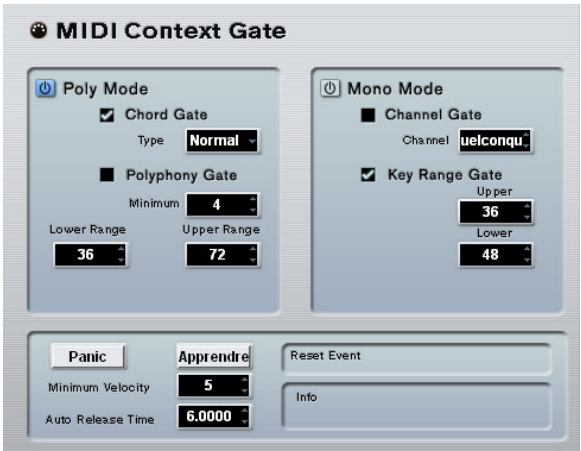 MIDI Context Gate
Poly Mode
Chord Gate
Type Normal
Polyphony Gate
Minimum 4
Lower Range Upper Range
36 72
Mono Mode
Channel Gate
Channel uelconqu
Key Range Gate
Upper
36
Lower
48
Panic Apprendre
Minimum Velocity 5
Auto Release Time 6.0000
Reset Event
Info